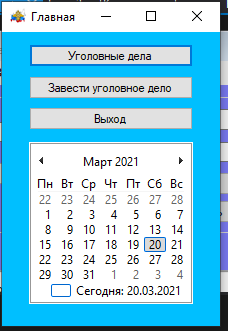 Главная
Уголовные дела
Завести уголовное дело
Выход
Март 2021
Пн Вт Ср Чт Пт Сб Вс
22 23 24 25 26 27 28
1 2 3 4 5 6 7
8 9 10 11 12 13 14
15 16 17 18 19 20 21
22 23 24 25 26 27 28
29 30 31 1 2 3 4
Сегодня: 20.03.2021